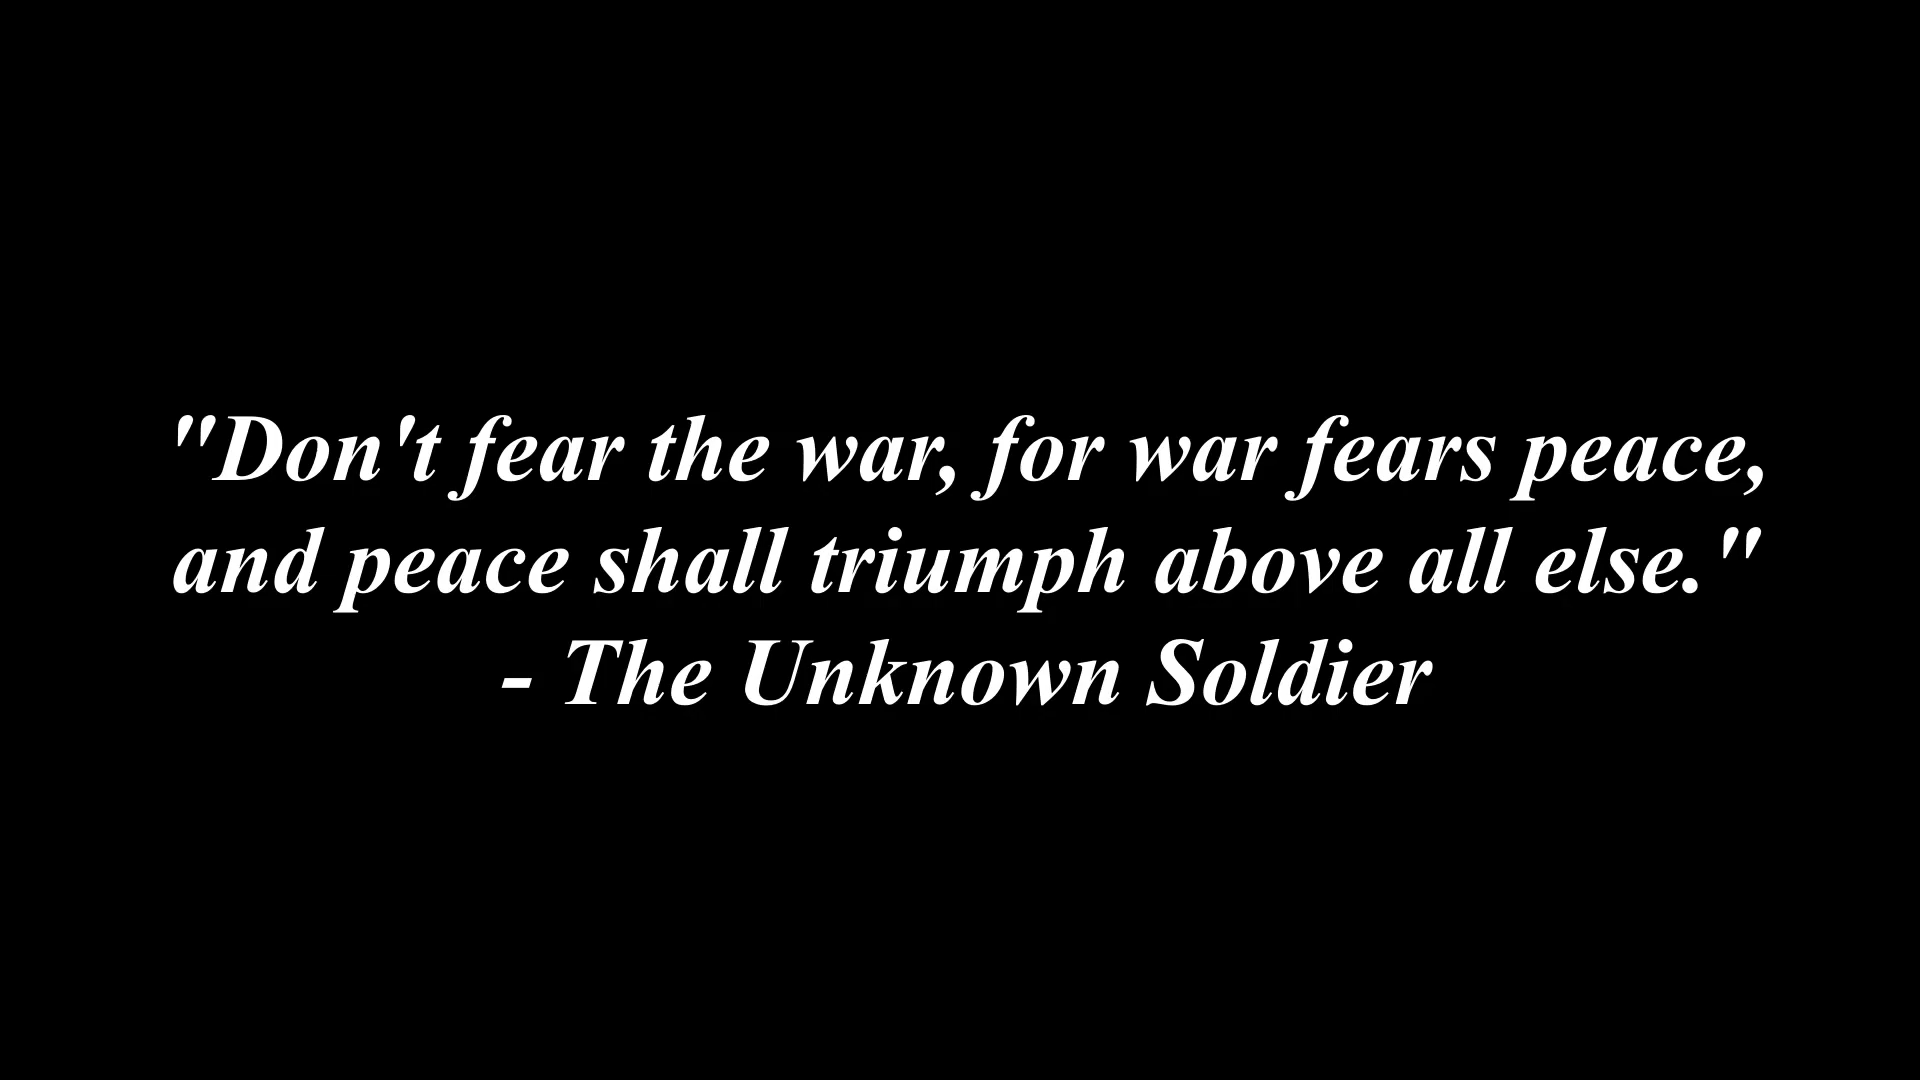 "Don't fear the war, for war fears peace,
and peace shall triumph above all else."
- The Unknown Soldier